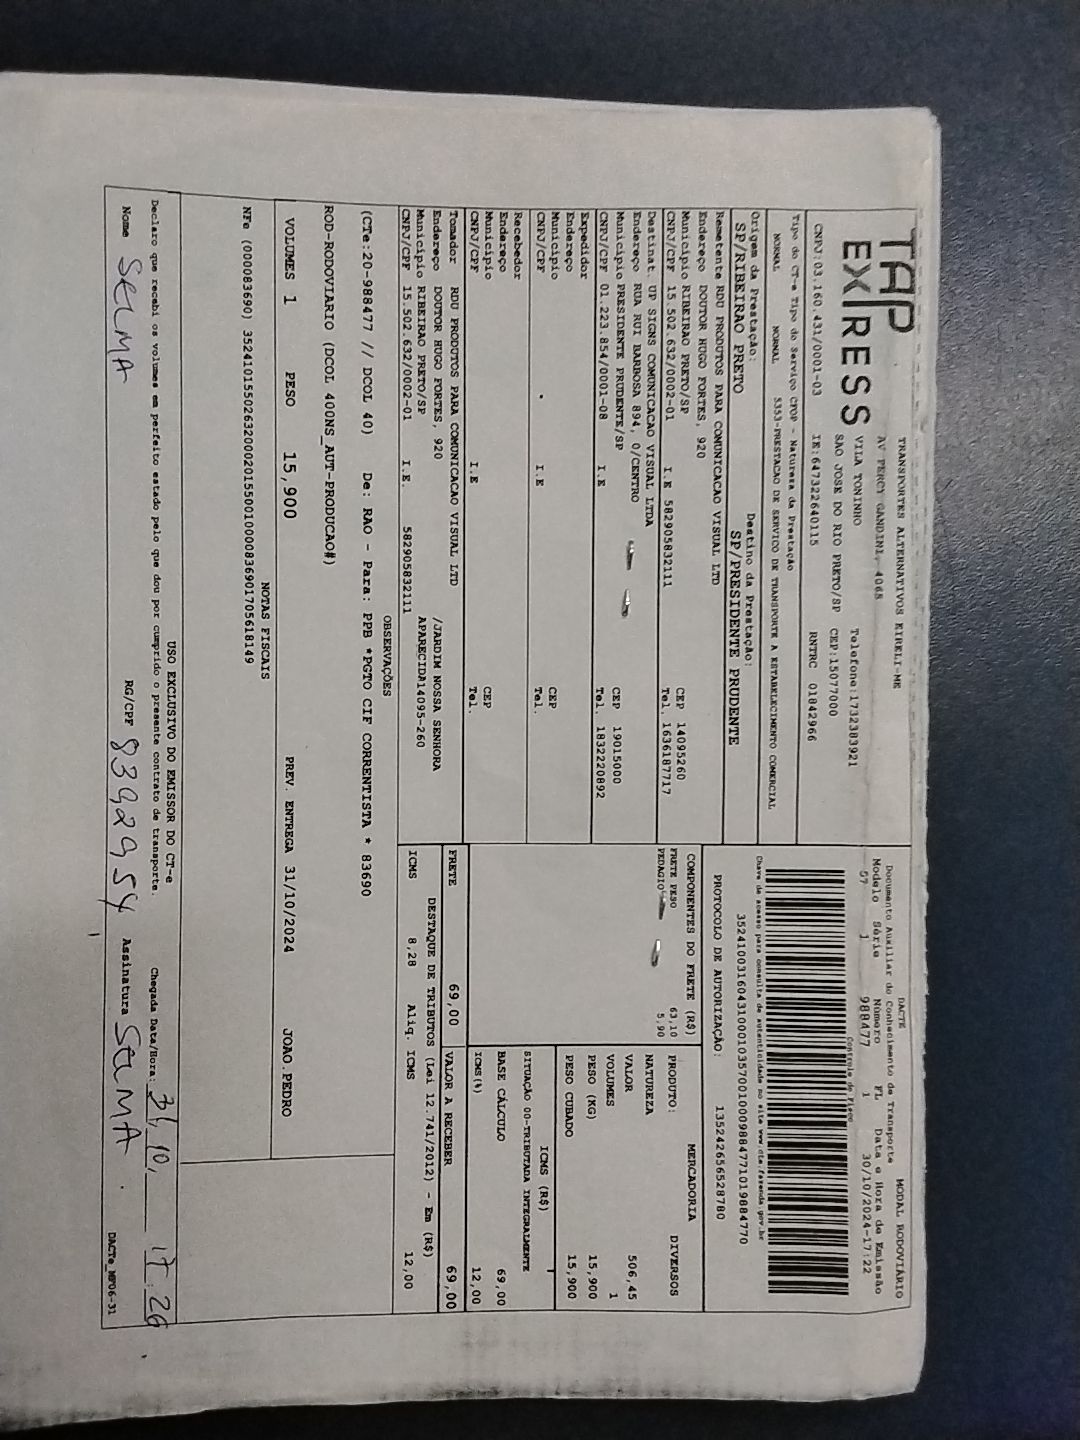 TAP EXPRESS
TRANSPORTES ALTERNATIVOS EIRELI-ME
AV PERCY GANDINI, 4065
VILA TONINHO Telefone:1732383921
SAO JOSE DO RIO PRETO/SP CEP:15077000
CNPJ:03.160.431/0001-03 IE:647322640115 RNTRC 01842966
DACTE MODAL RODOVIÁRIO
Documento Auxiliar do Conhecimento de Transporte
Modelo Série Número FL Data e Hora de Emissão
57 1 988477 1 30/10/2024-17:22
Controle do Fisco
Chave de acesso para consulta de autenticidade no site www.cte.fazenda.gov.br
35241003160431000103570010009884771019884770
PROTOCOLO DE AUTORIZAÇÃO: 135242656528780
Tipo do CT-e Tipo do Serviço CFOP - Natureza da Prestação
NORMAL NORMAL 5353-PRESTACAO DE SERVICO DE TRANSPORTE A ESTABELECIMENTO COMERCIAL
Origem da Prestação: Destino da Prestação:
SP/RIBEIRAO PRETO SP/PRESIDENTE PRUDENTE
Remetente RDU PRODUTOS PARA COMUNICACAO VISUAL LTD
Endereço DOUTOR HUGO FORTES, 920
Município RIBEIRAO PRETO/SP CEP 14095260
CNPJ/CPF 15.502.632/0002-01 I.E 582905832111 Tel. 1636187717
Destinat. UP SIGNS COMUNICACAO VISUAL LTDA
Endereço RUA RUI BARBOSA 894, 0/CENTRO
Município PRESIDENTE PRUDENTE/SP CEP 19015000
CNPJ/CPF 01.223.854/0001-08 I.E Tel. 1832220892
Expedidor
Endereço
Município CEP
CNPJ/CPF I.E Tel.
Recebedor
Endereço
Município CEP
CNPJ/CPF I.E Tel.
Tomador RDU PRODUTOS PARA COMUNICACAO VISUAL LTD
Endereço DOUTOR HUGO FORTES, 920 /JARDIM NOSSA SENHORA
Município RIBEIRAO PRETO/SP APARECIDA14095-260
CNPJ/CPF 15.502.632/0002-01 I.E. 582905832111
COMPONENTES DO FRETE (R$)
FRETE PESO 63,10
PEDAGIO 5,90
MERCADORIA
PRODUTO: DIVERSOS
NATUREZA
VALOR 506,45
VOLUMES 1
PESO (KG) 15,900
PESO CUBADO 15,900
ICMS (R$)
SITUAÇÃO 00-TRIBUTADA INTEGRALMENTE
BASE CÁLCULO 69,00
ICMS(%) 12,00
FRETE 69,00 VALOR A RECEBER 69,00
DESTAQUE DE TRIBUTOS (Lei 12.741/2012) - Em (R$)
ICMS 8,28 Aliq. ICMS 12,00
OBSERVAÇÕES
(CTe:20-988477 // DCOL 40) De: RAO - Para: PPB *PGTO CIF CORRENTISTA * 83690
ROD-RODOVIARIO (DCOL 400NS_AUT-PRODUCAO#)
VOLUMES 1 PESO 15,900 PREV. ENTREGA 31/10/2024 JOAO.PEDRO
NOTAS FISCAIS
NFe (000083690) 35241015502632000201550010000836901705618149
USO EXCLUSIVO DO EMISSOR DO CT-e
Declaro que recebi os volumes em perfeito estado pelo que dou por cumprido o presente contrato de transporte. Chegada Data/Hora: 31,10, 17:26
Nome SELMA RG/CPF 83929954 Assinatura SELMA
DACTe_MP06-31